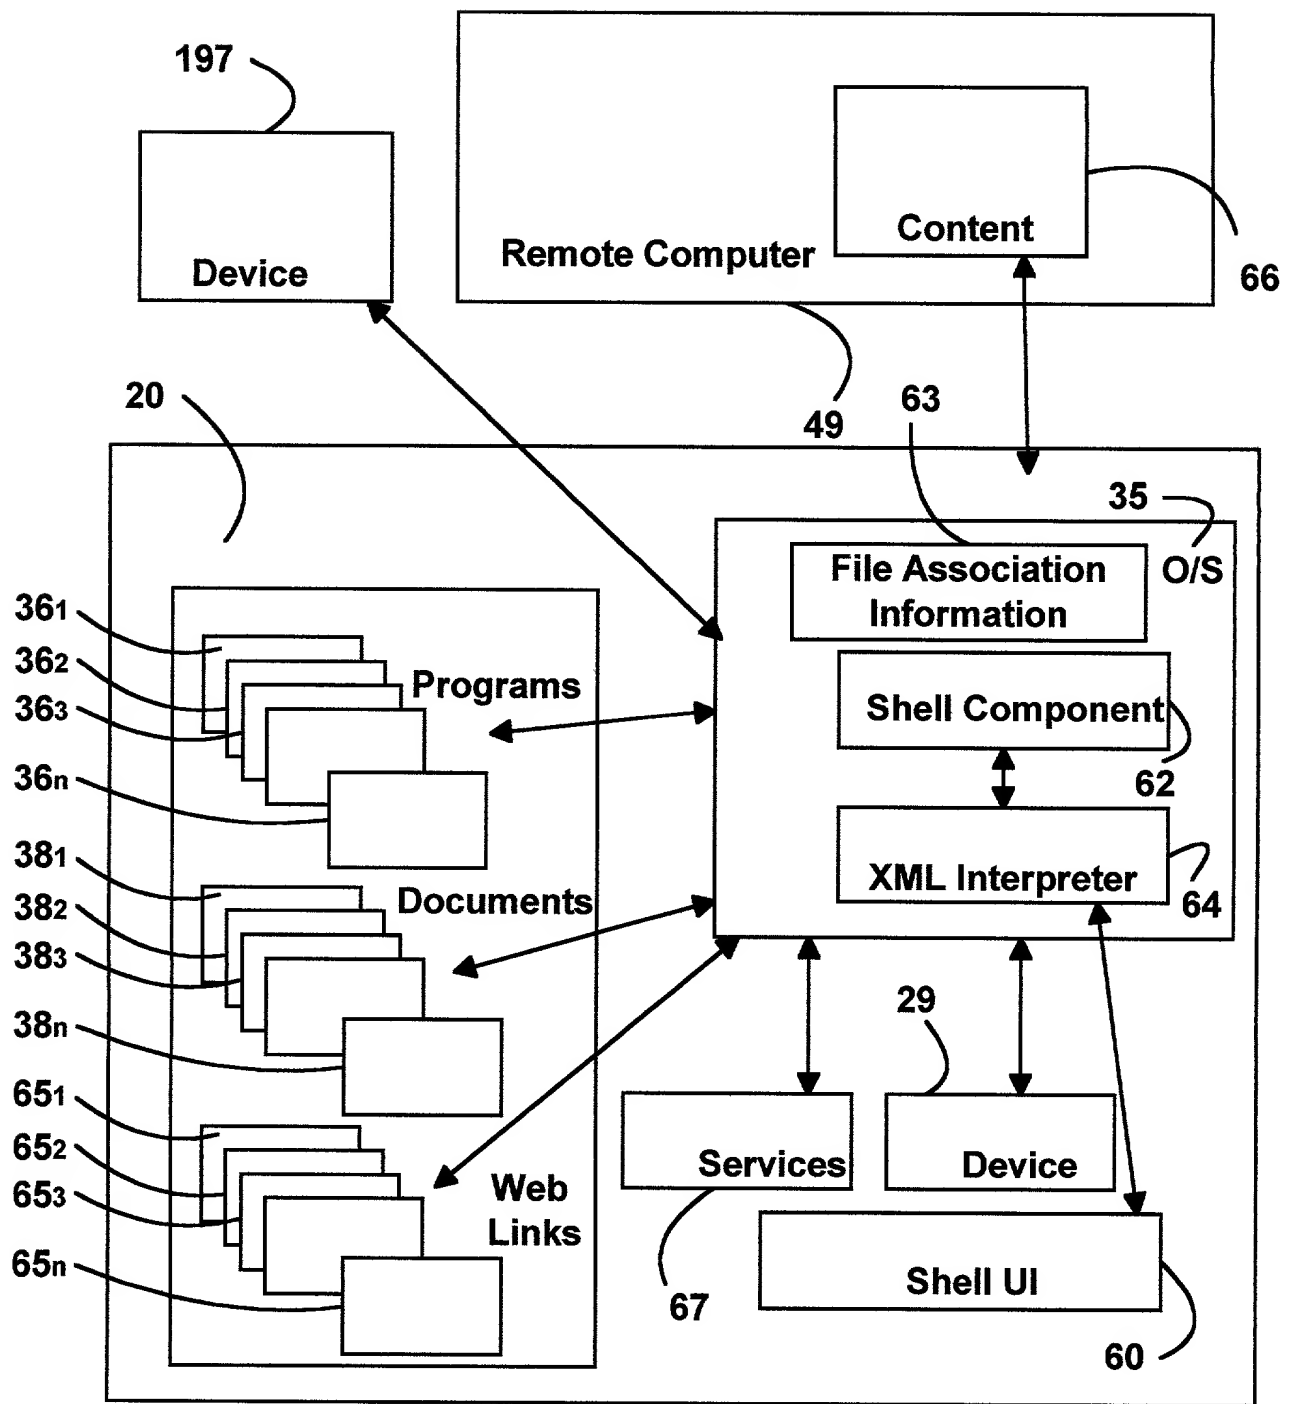 197
Device
Remote Computer
Content
66
49
20
63
35
O/S
File Association
Information
Shell Component
62
XML Interpreter
64
361
362
363
36n
Programs
381
382
383
38n
Documents
651
652
653
65n
Web
Links
29
Services
Device
67
Shell UI
60